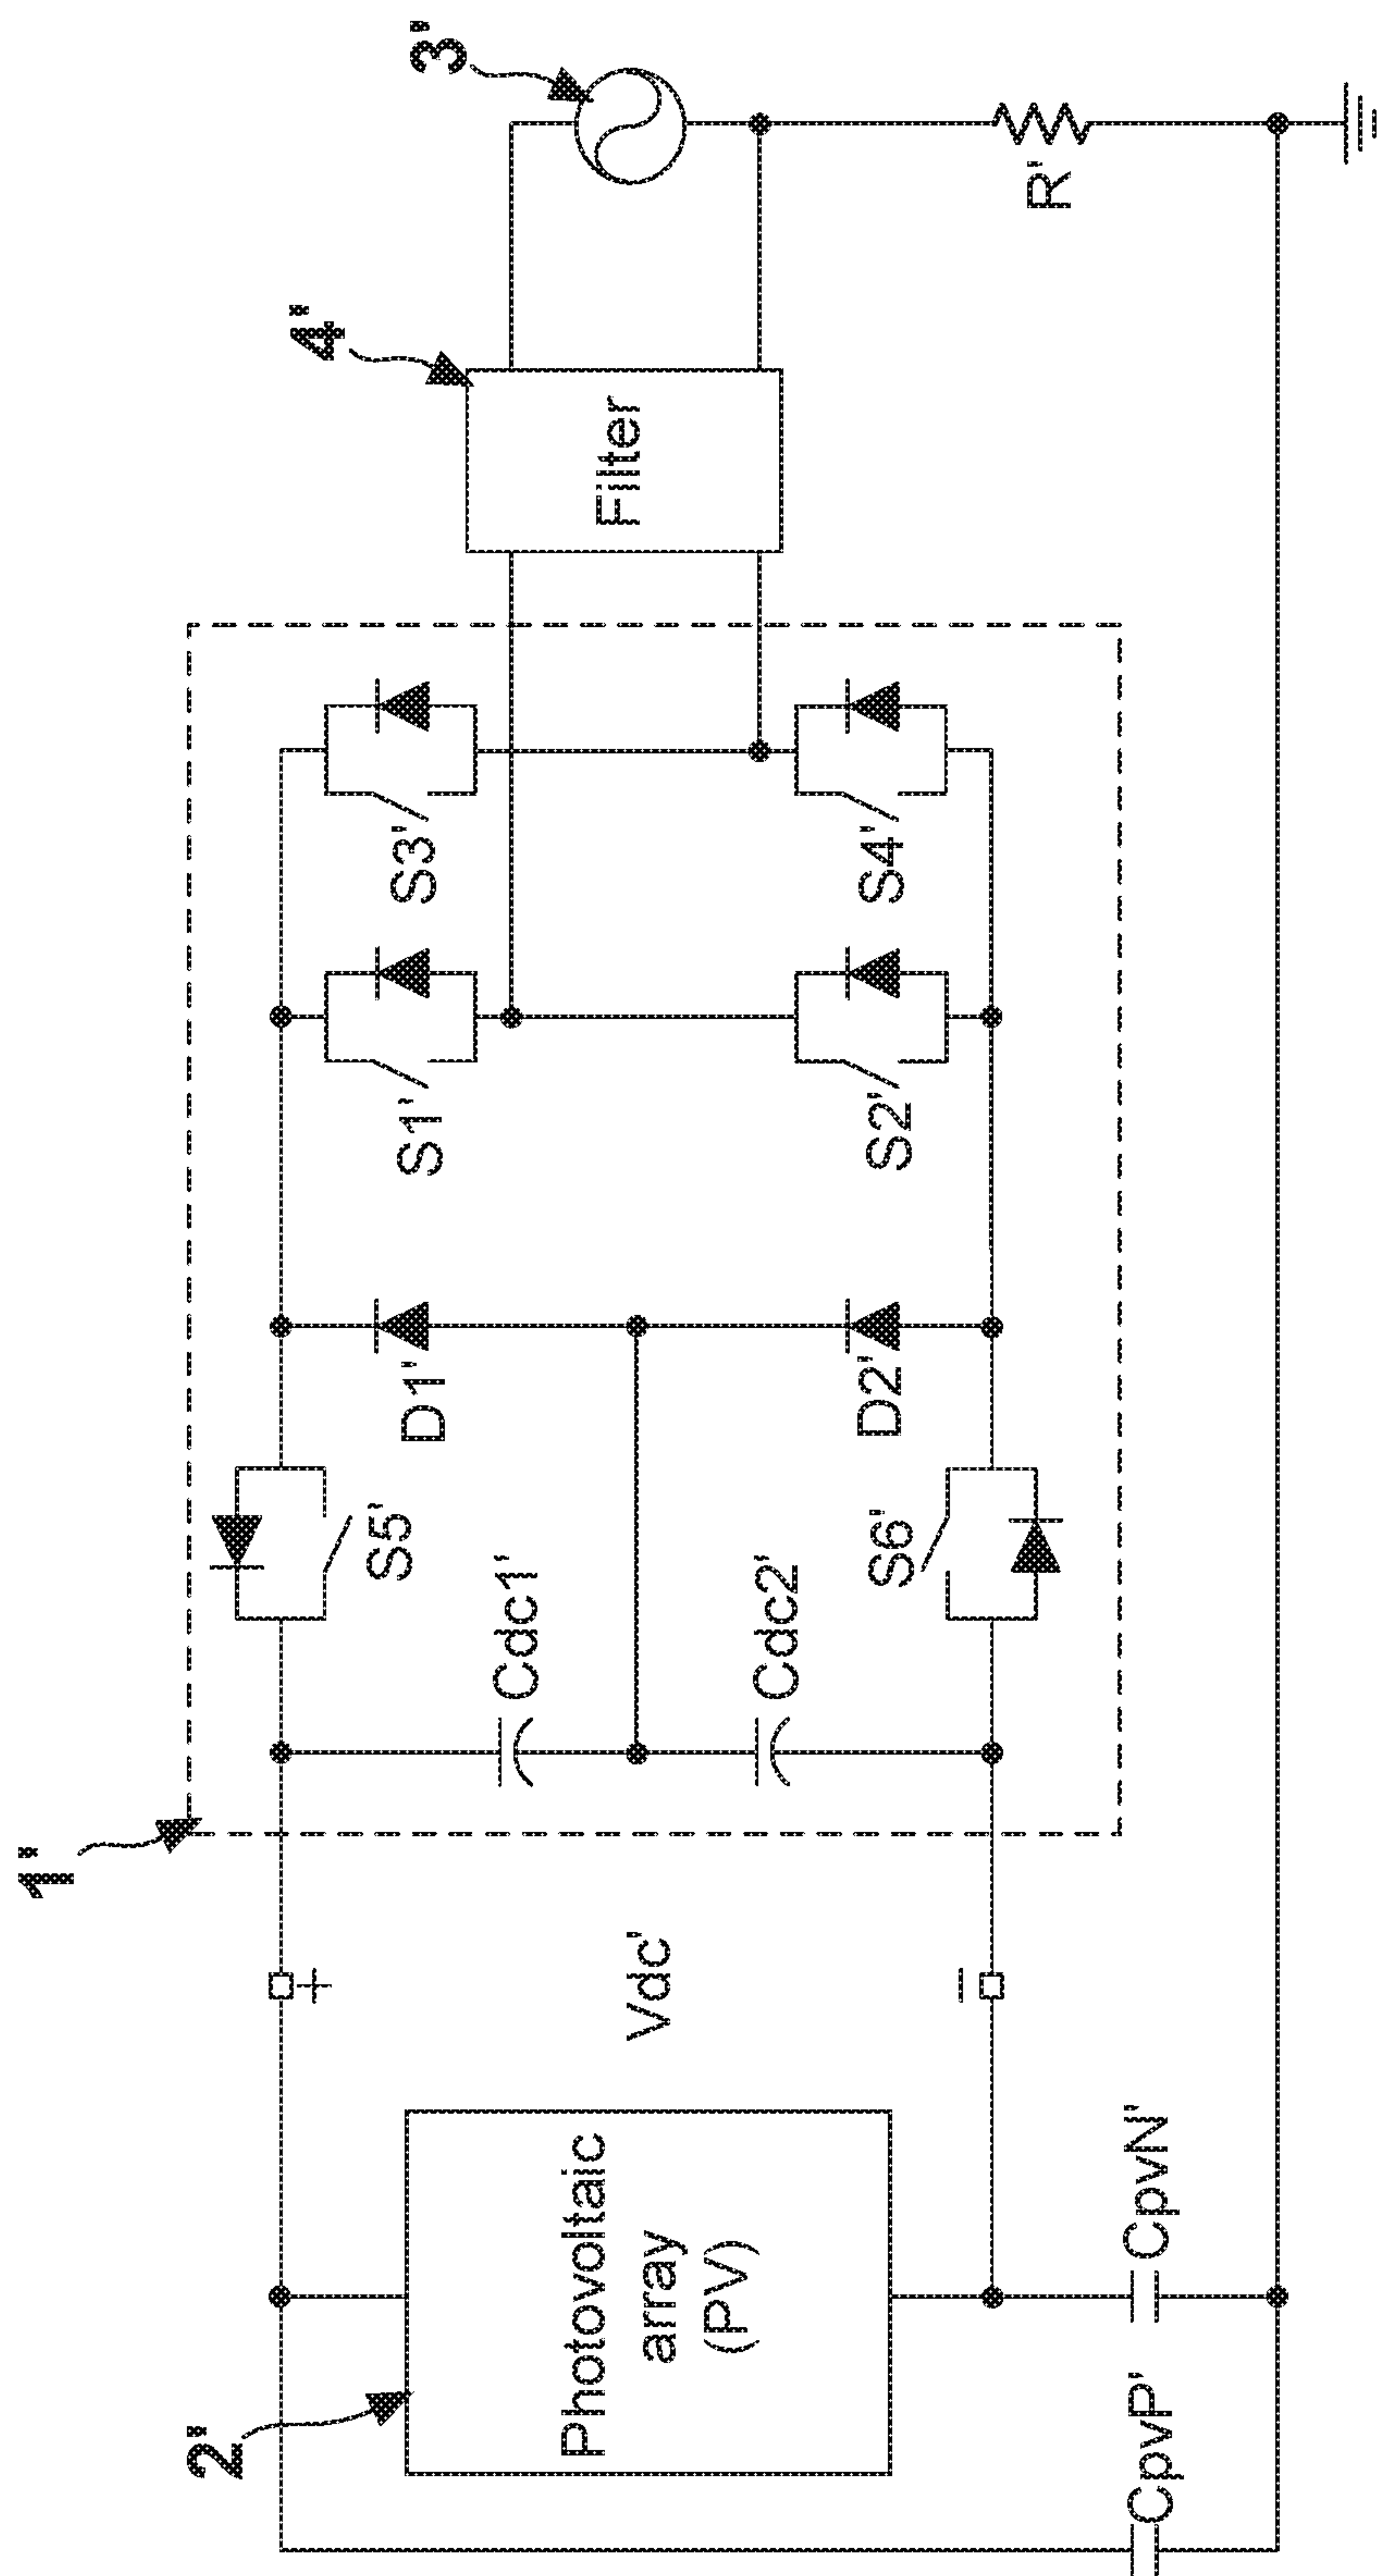 1'
2'
Photovoltaic
array
(PV)
Vdc'
+
−
CpvP'
CpvN'
Cdc1'
Cdc2'
S5'
S6'
D1'
D2'
S1'
S2'
S3'
S4'
4'
Filter
3'
R'